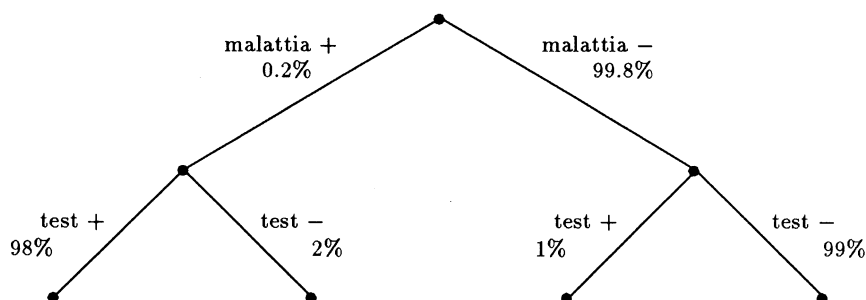 malattia +
0.2%
malattia −
99.8%
test +
98%
test −
2%
test +
1%
test −
99%